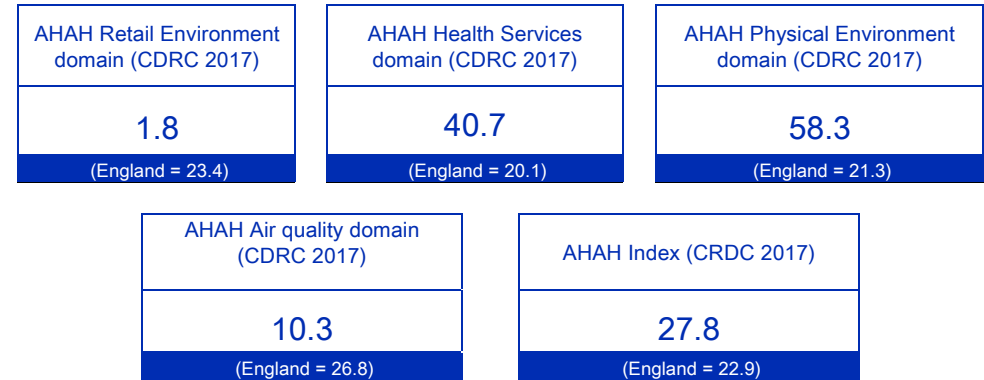 AHAH Retail Environment
domain (CDRC 2017)
1.8
(England = 23.4)
AHAH Health Services
domain (CDRC 2017)
40.7
(England = 20.1)
AHAH Physical Environment
domain (CDRC 2017)
58.3
(England = 21.3)
AHAH Air quality domain
(CDRC 2017)
10.3
(England = 26.8)
AHAH Index (CRDC 2017)
27.8
(England = 22.9)